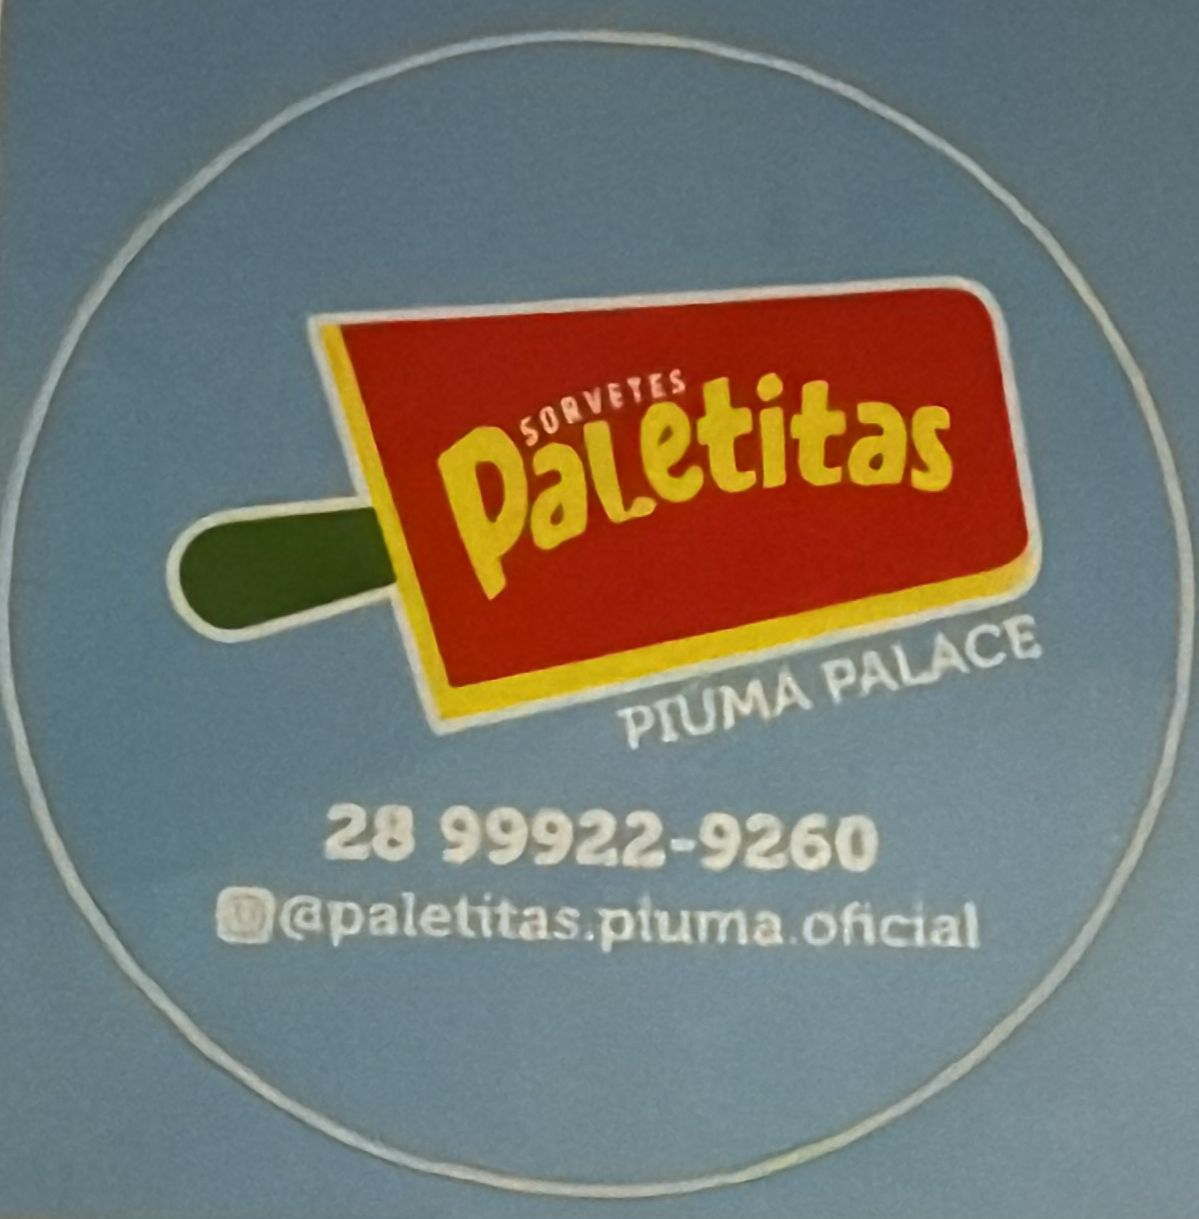 SORVETES
Paletitas
PIUMA PALACE
28 99922-9260
@paletitas.piuma.oficial